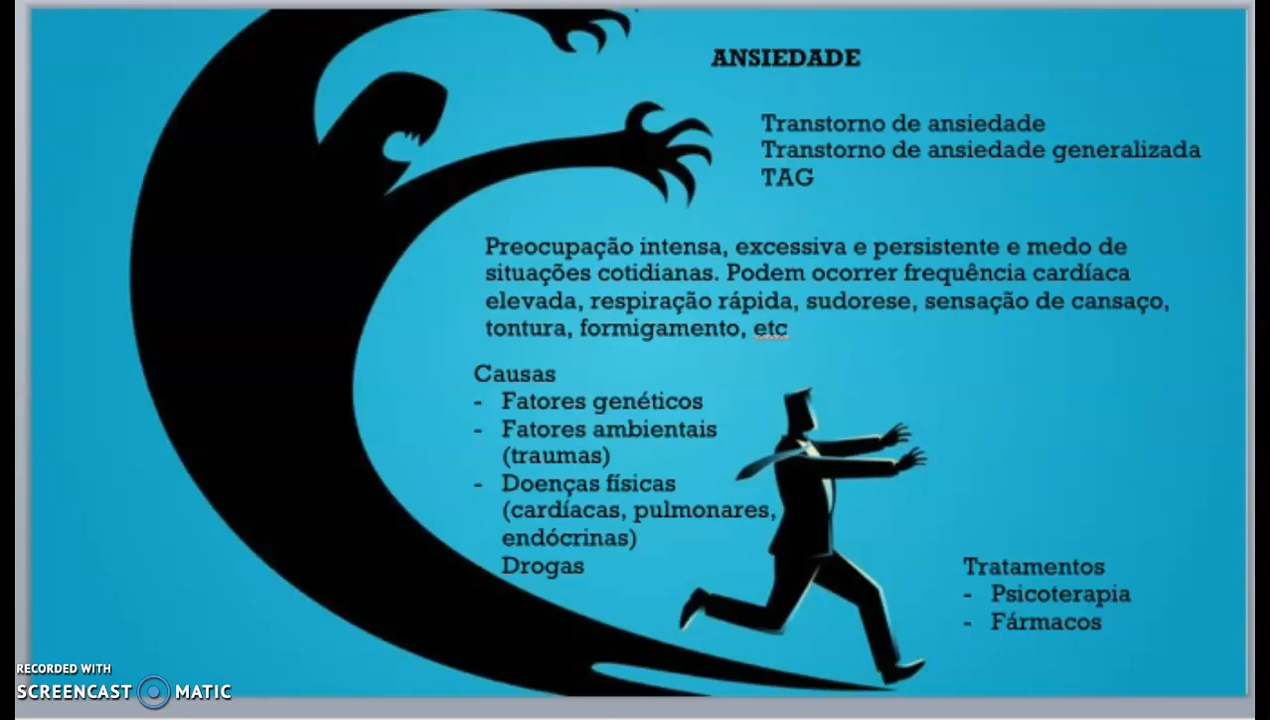 ANSIEDADE
Transtorno de ansiedade
Transtorno de ansiedade generalizada
TAG
Preocupação intensa, excessiva e persistente e medo de
situações cotidianas. Podem ocorrer frequência cardíaca
elevada, respiração rápida, sudorese, sensação de cansaço,
tontura, formigamento, etc
Causas
- Fatores genéticos
- Fatores ambientais
(traumas)
- Doenças físicas
(cardíacas, pulmonares,
endócrinas)
Drogas
Tratamentos
- Psicoterapia
- Fármacos
RECORDED WITH
SCREENCAST MATIC